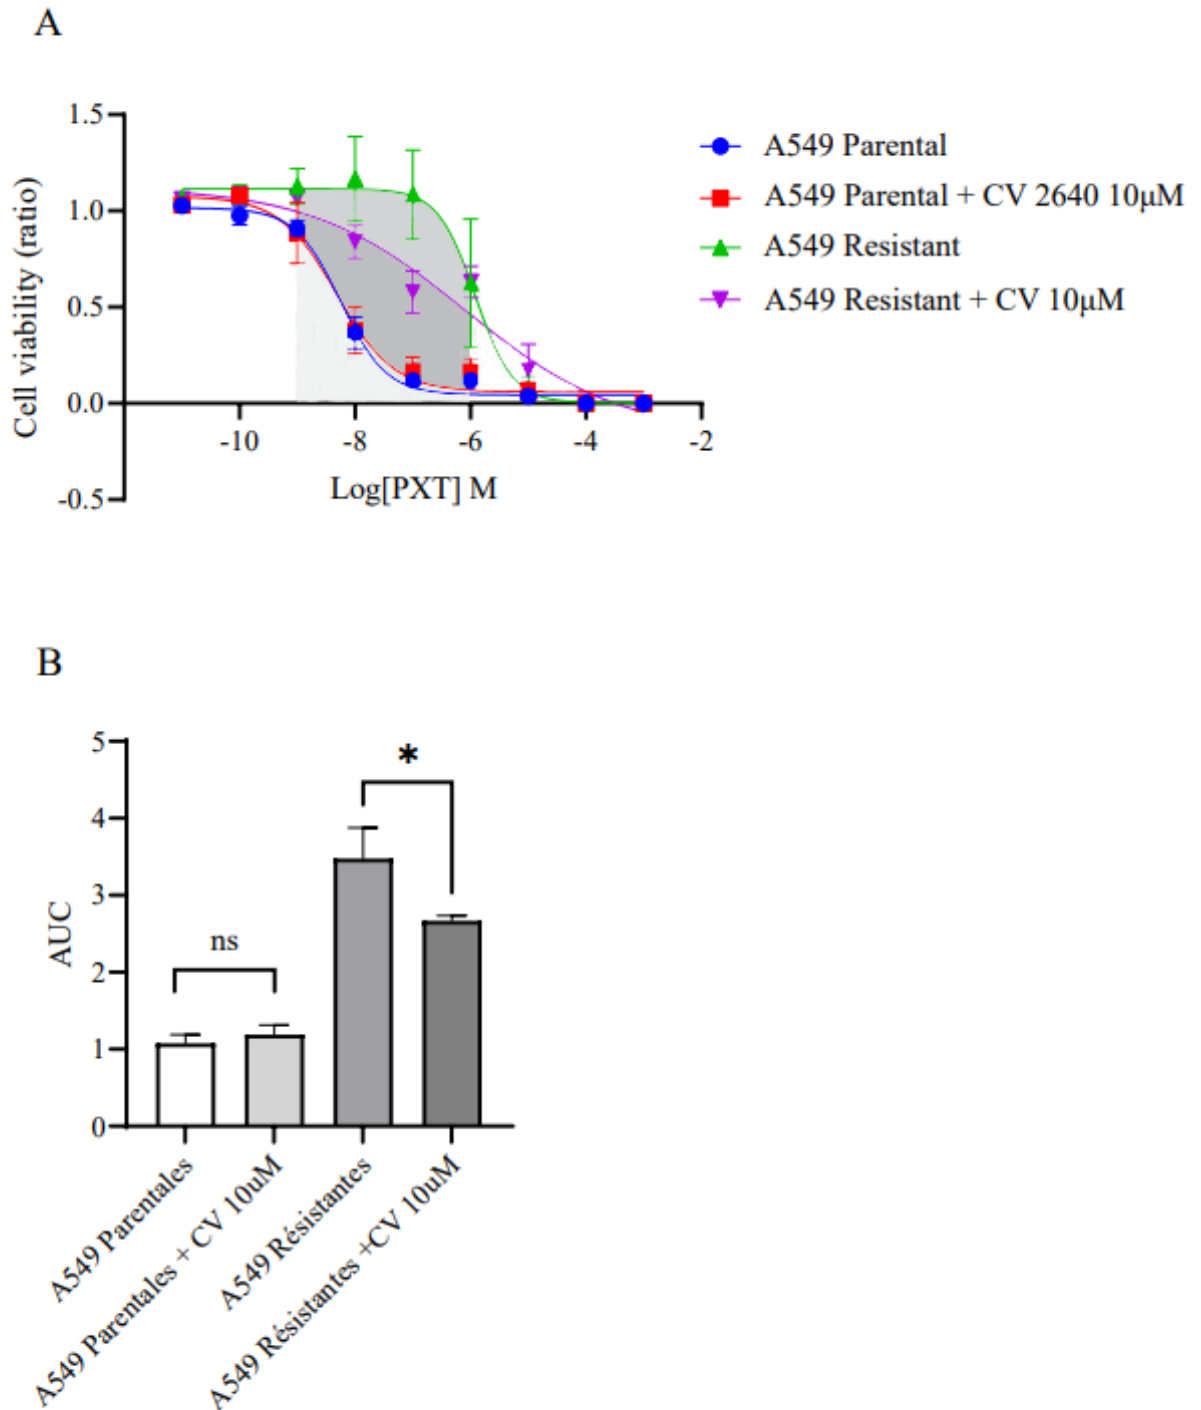 A
Cell viability (ratio)
1.5
1.0
0.5
0.0
-0.5
-10
-8
-6
-4
-2
Log[PXT] M
A549 Parental
A549 Parental + CV 2640 10µM
A549 Resistant
A549 Resistant + CV 10µM
B
AUC
5
4
3
2
1
0
ns
*
A549 Parentales
A549 Parentales + CV 10uM
A549 Résistantes
A549 Résistantes +CV 10uM